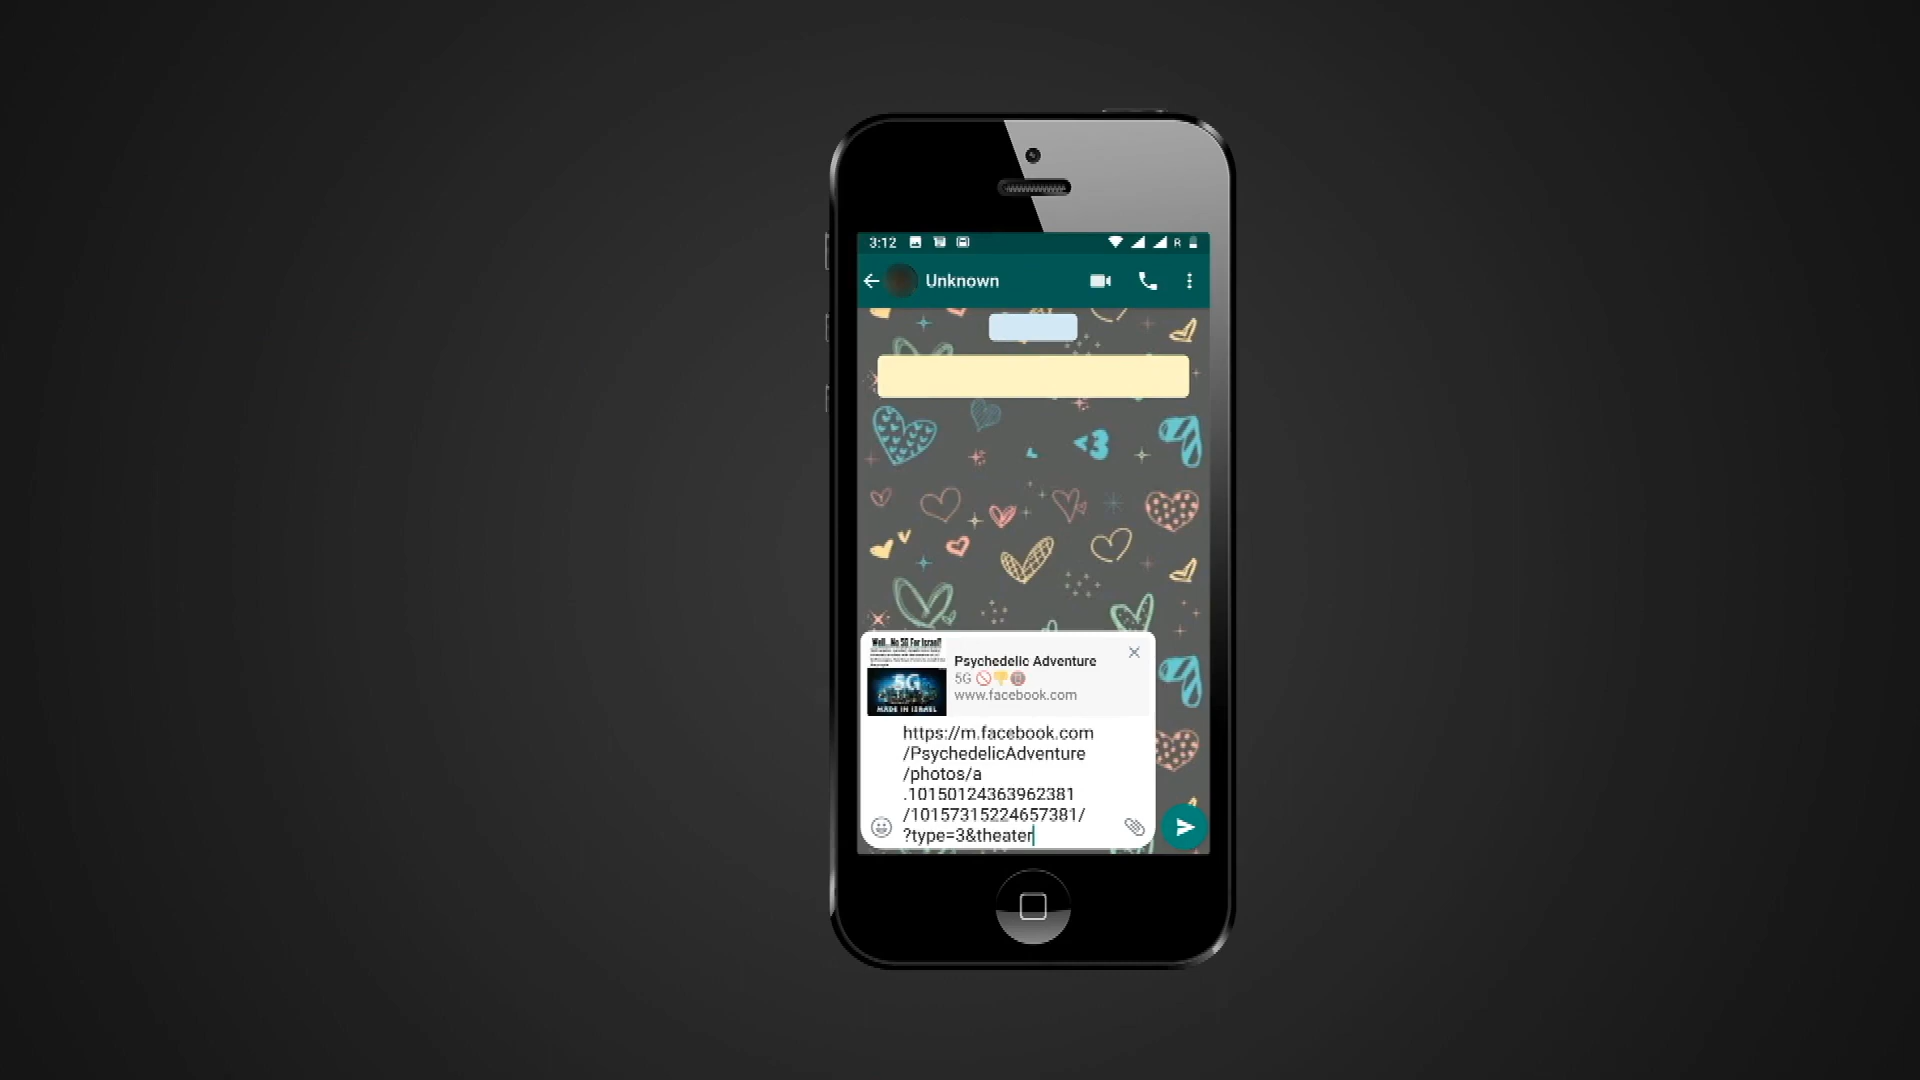 3:12
R
Unknown
<3
Well.. No 5G For Israel!
5G
MADE IN ISRAEL
Psychedelic Adventure
5G 🚫👎📵
www.facebook.com
https://m.facebook.com
/PsychedelicAdventure
/photos/a
.10150124363962381
/10157315224657381/
?type=3&theater